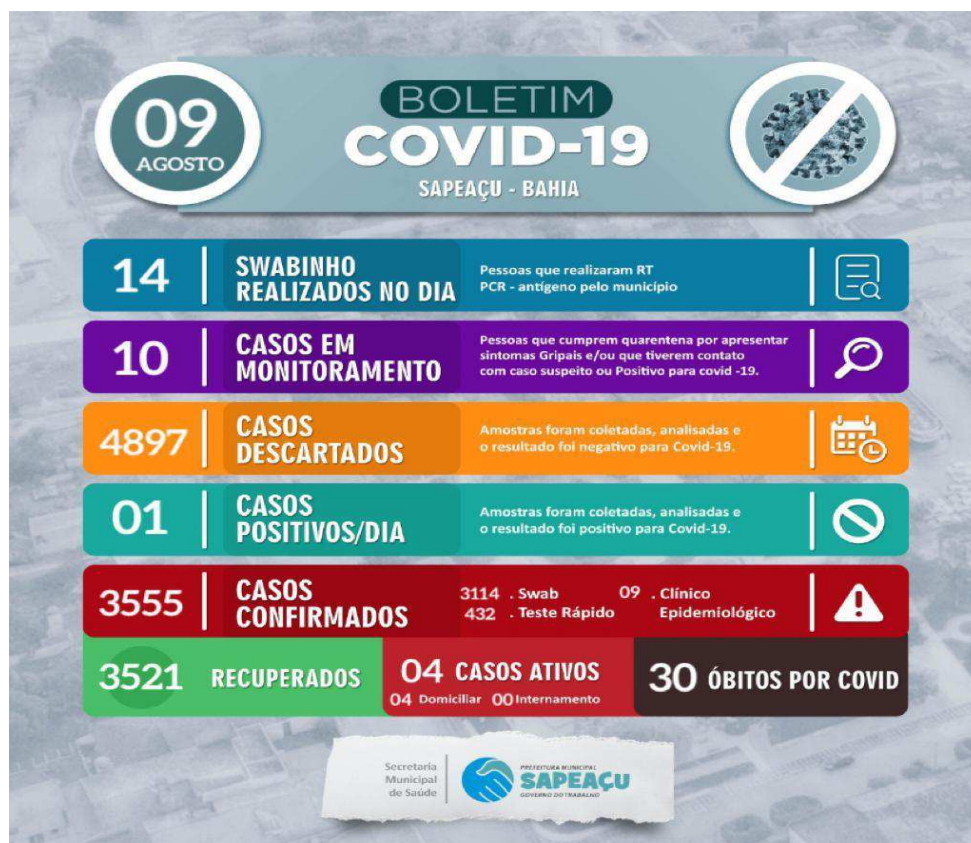 09
AGOSTO
BOLETIM
COVID-19
SAPEAÇU - BAHIA
14
SWABINHO
REALIZADOS NO DIA
Pessoas que realizaram RT
PCR - antígeno pelo município
10
CASOS EM
MONITORAMENTO
Pessoas que cumprem quarentena por apresentar
sintomas Gripais e/ou que tiverem contato
com caso suspeito ou Positivo para covid -19.
4897
CASOS
DESCARTADOS
Amostras foram coletadas, analisadas e
o resultado foi negativo para Covid-19.
01
CASOS
POSITIVOS/DIA
Amostras foram coletadas, analisadas e
o resultado foi positivo para Covid-19.
3555
CASOS
CONFIRMADOS
3114 . Swab
432 . Teste Rápido
09 . Clínico
Epidemiológico
3521 RECUPERADOS
04 CASOS ATIVOS
04 Domiciliar 00 Internamento
30 ÓBITOS POR COVID
Secretaria
Municipal
de Saúde
PREFEITURA MUNICIPAL
SAPEAÇU
GOVERNO DO TRABALHO